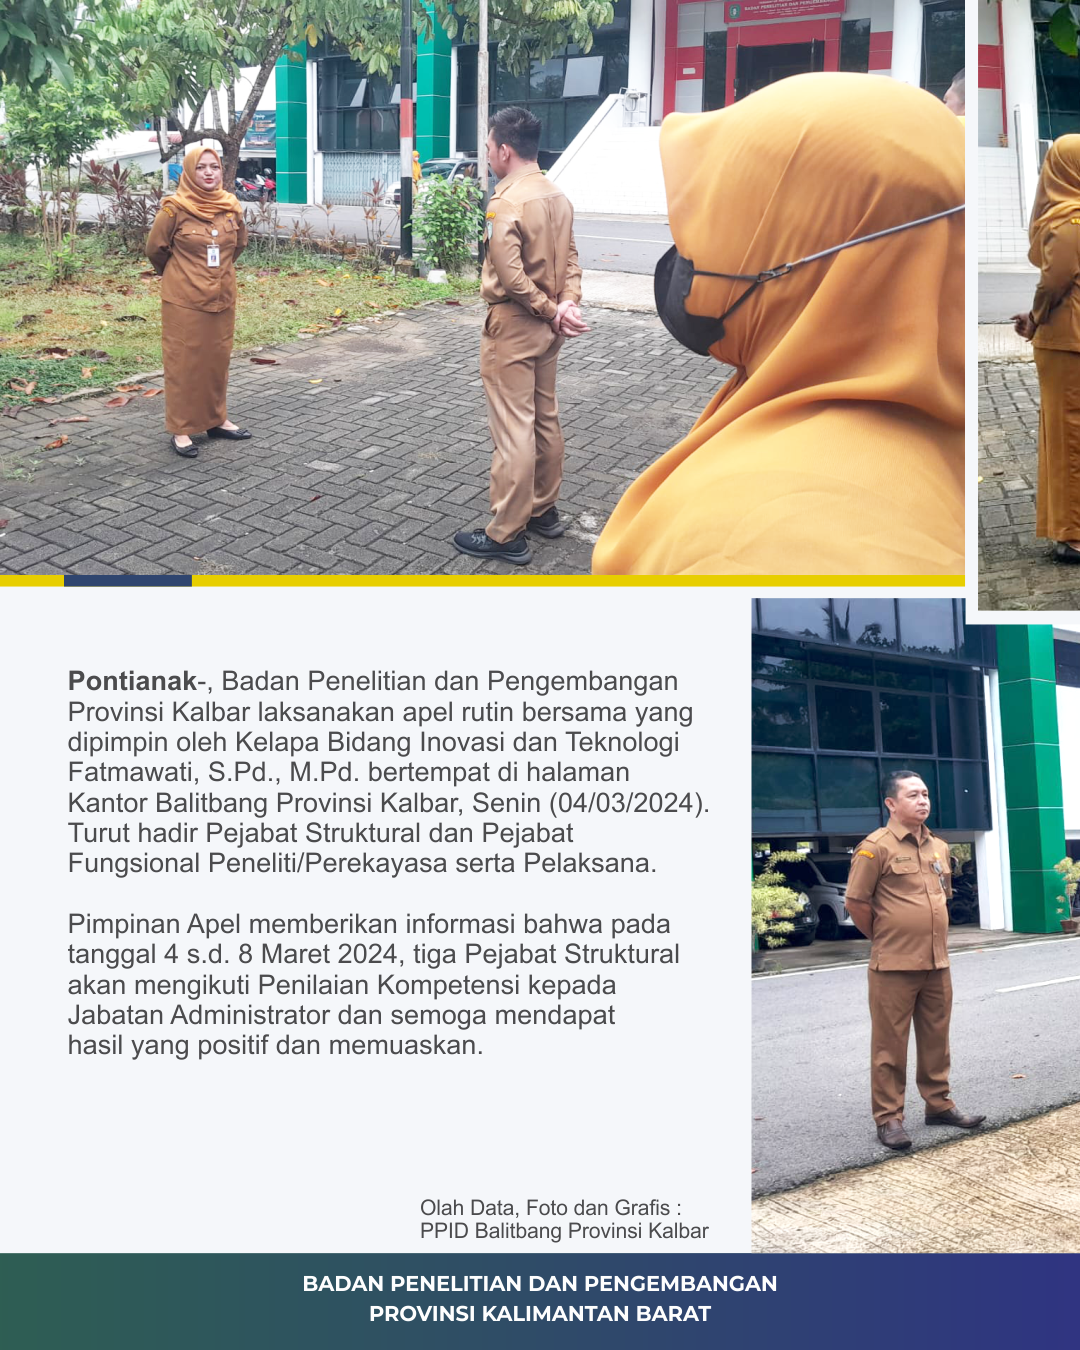 BADAN PENELITIAN DAN PENGEMBANGAN
Pontianak-, Badan Penelitian dan Pengembangan
Provinsi Kalbar laksanakan apel rutin bersama yang
dipimpin oleh Kelapa Bidang Inovasi dan Teknologi
Fatmawati, S.Pd., M.Pd. bertempat di halaman
Kantor Balitbang Provinsi Kalbar, Senin (04/03/2024).
Turut hadir Pejabat Struktural dan Pejabat
Fungsional Peneliti/Perekayasa serta Pelaksana.
Pimpinan Apel memberikan informasi bahwa pada
tanggal 4 s.d. 8 Maret 2024, tiga Pejabat Struktural
akan mengikuti Penilaian Kompetensi kepada
Jabatan Administrator dan semoga mendapat
hasil yang positif dan memuaskan.
Olah Data, Foto dan Grafis :
PPID Balitbang Provinsi Kalbar
BADAN PENELITIAN DAN PENGEMBANGAN
PROVINSI KALIMANTAN BARAT